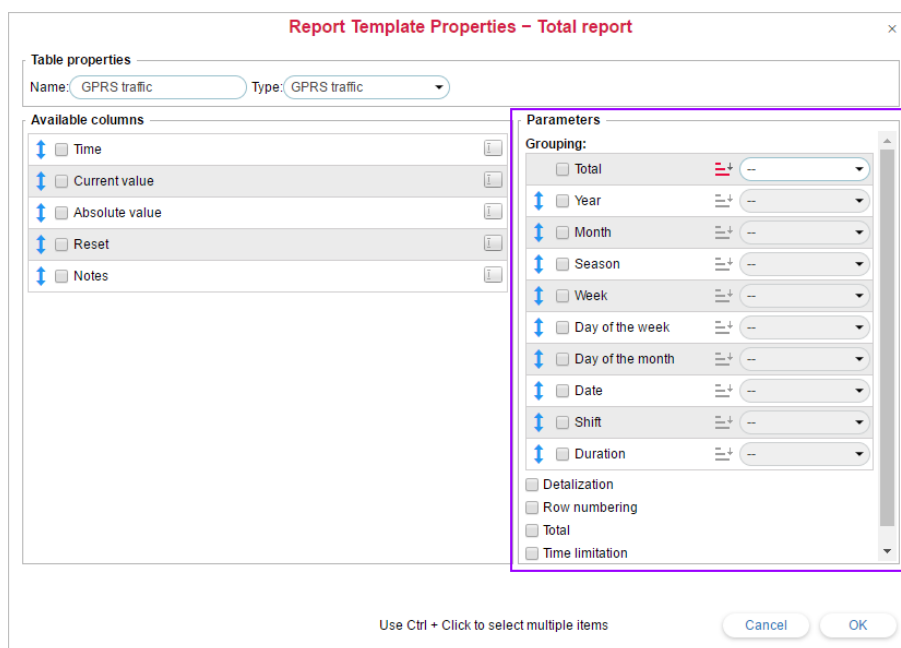 Report Template Properties – Total report
×
Table properties
Name: GPRS traffic Type: GPRS traffic
Available columns
Time
Current value
Absolute value
Reset
Notes
Parameters
Grouping:
Total --
Year --
Month --
Season --
Week --
Day of the week --
Day of the month --
Date --
Shift --
Duration --
Detalization
Row numbering
Total
Time limitation
Use Ctrl + Click to select multiple items
Cancel
OK